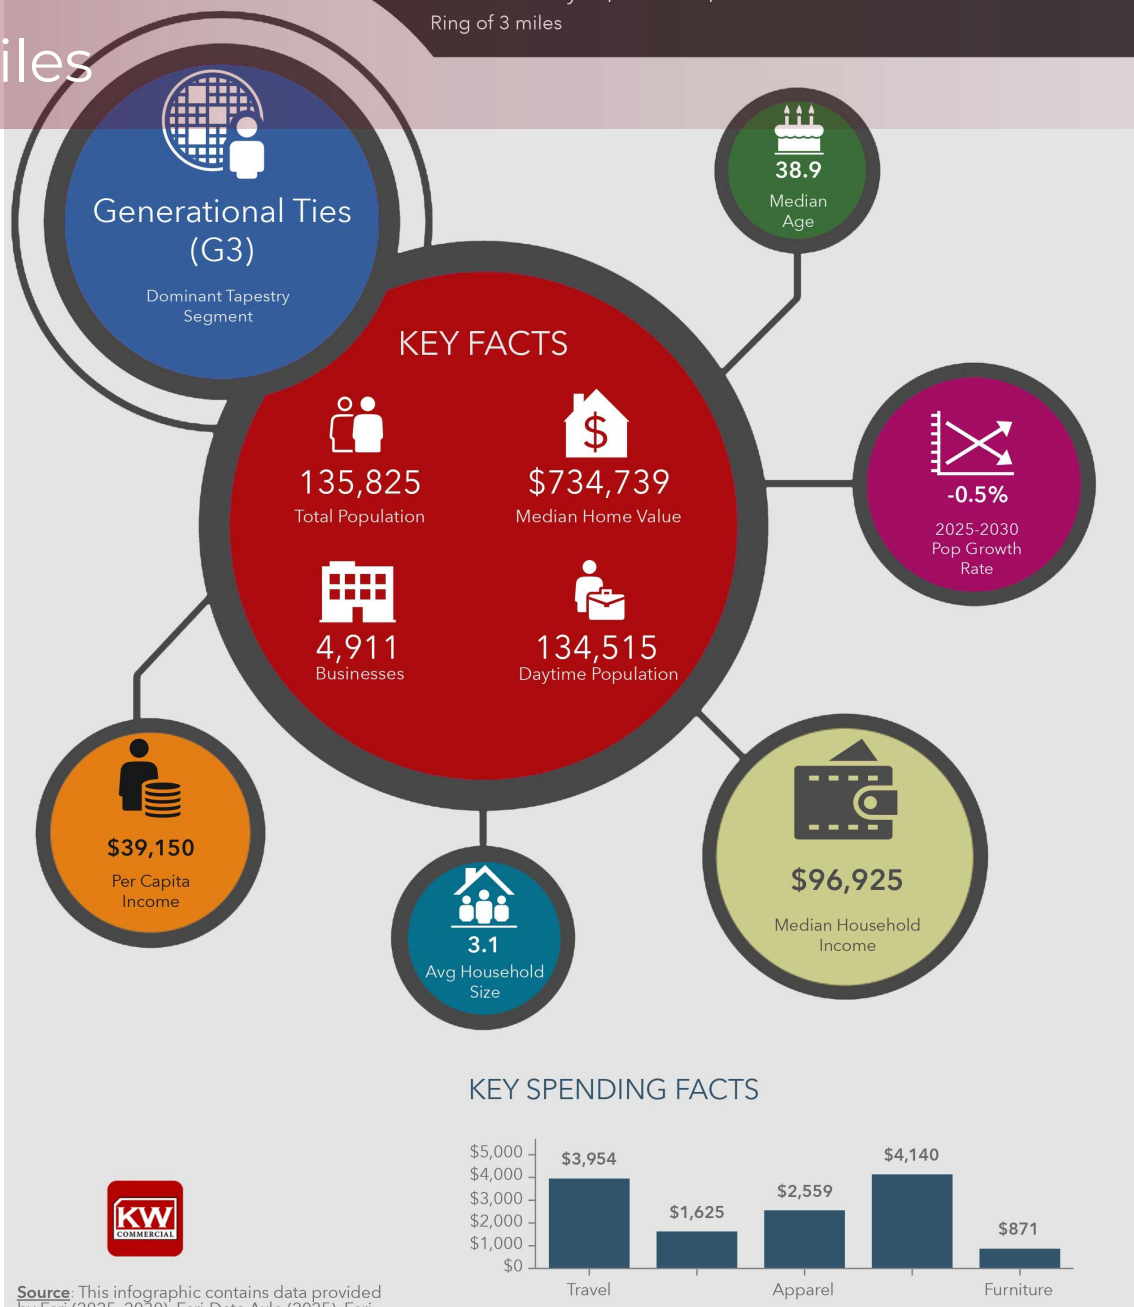 Ring of 3 miles
iles
Generational Ties
(G3)
Dominant Tapestry
Segment
38.9
Median
Age
KEY FACTS
135,825
Total Population
$734,739
Median Home Value
4,911
Businesses
134,515
Daytime Population
-0.5%
2025-2030
Pop Growth
Rate
$39,150
Per Capita
Income
3.1
Avg Household
Size
$96,925
Median Household
Income
KEY SPENDING FACTS
$5,000
$4,000
$3,000
$2,000
$1,000
$0
$3,954
$1,625
$2,559
$4,140
$871
Travel
Apparel
Furniture
KW
COMMERCIAL
Source: This infographic contains data provided